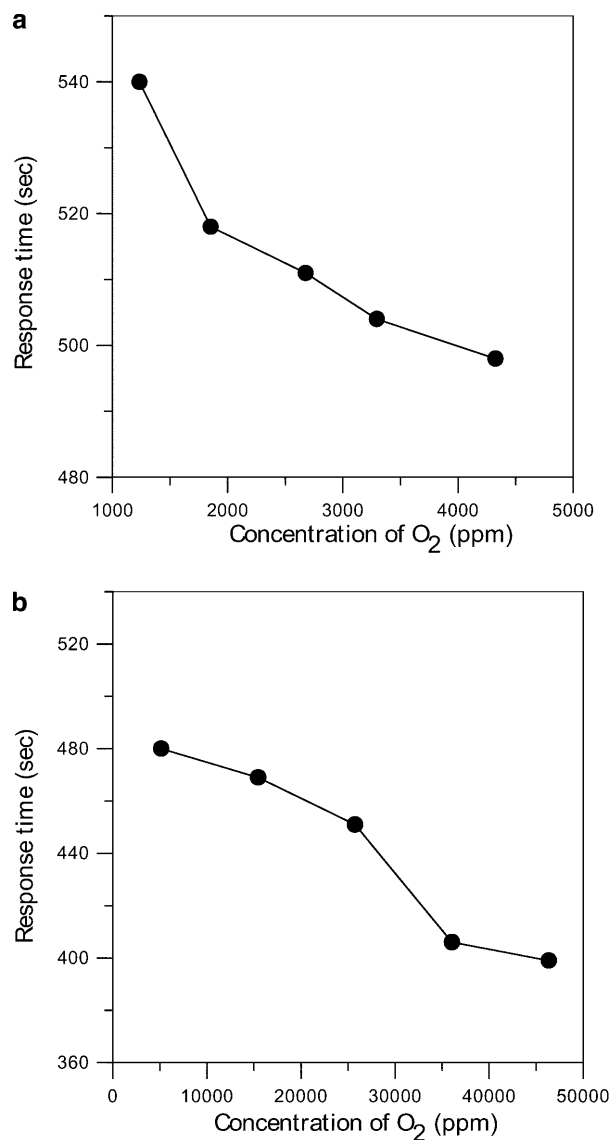 a
540
520
500
480
Response time (sec)
1000 2000 3000 4000 5000
Concentration of O2 (ppm)
b
520
480
440
400
360
Response time (sec)
0 10000 20000 30000 40000 50000
Concentration of O2 (ppm)